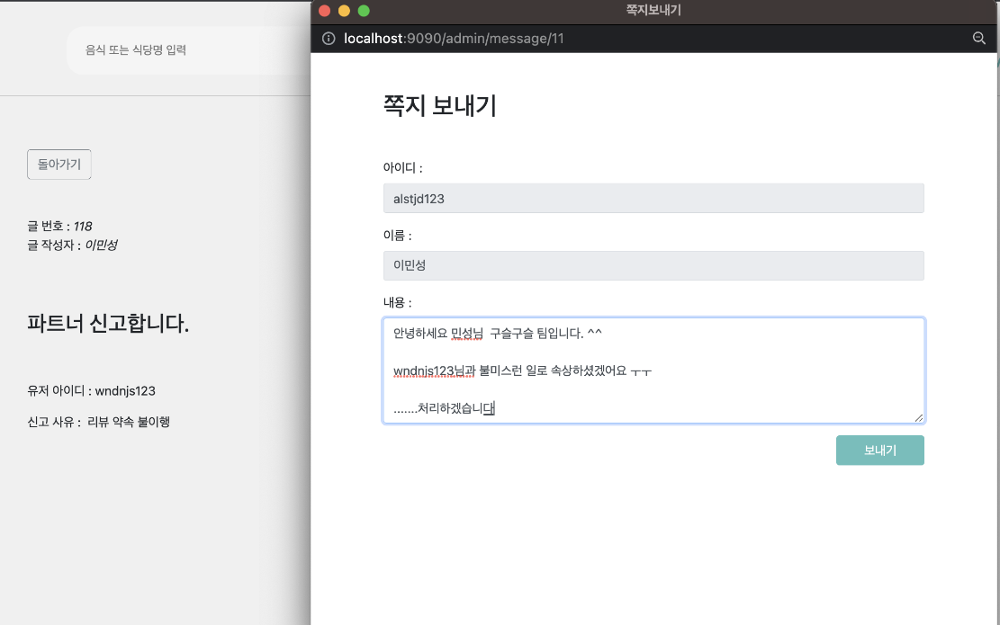 음식 또는 식당명 입력
돌아가기
글 번호 : 118
글 작성자 : 이민성
파트너 신고합니다.
유저 아이디 : wndnjs123
신고 사유 :  리뷰 약속 불이행
쪽지보내기
localhost:9090/admin/message/11
쪽지 보내기
아이디 :
alstjd123
이름 :
이민성
내용 :
안녕하세요 민성님  구슬구슬 팀입니다. ^^
wndnjs123님과 불미스런 일로 속상하셨겠어요 ㅜㅜ
.......처리하겠습니다
보내기